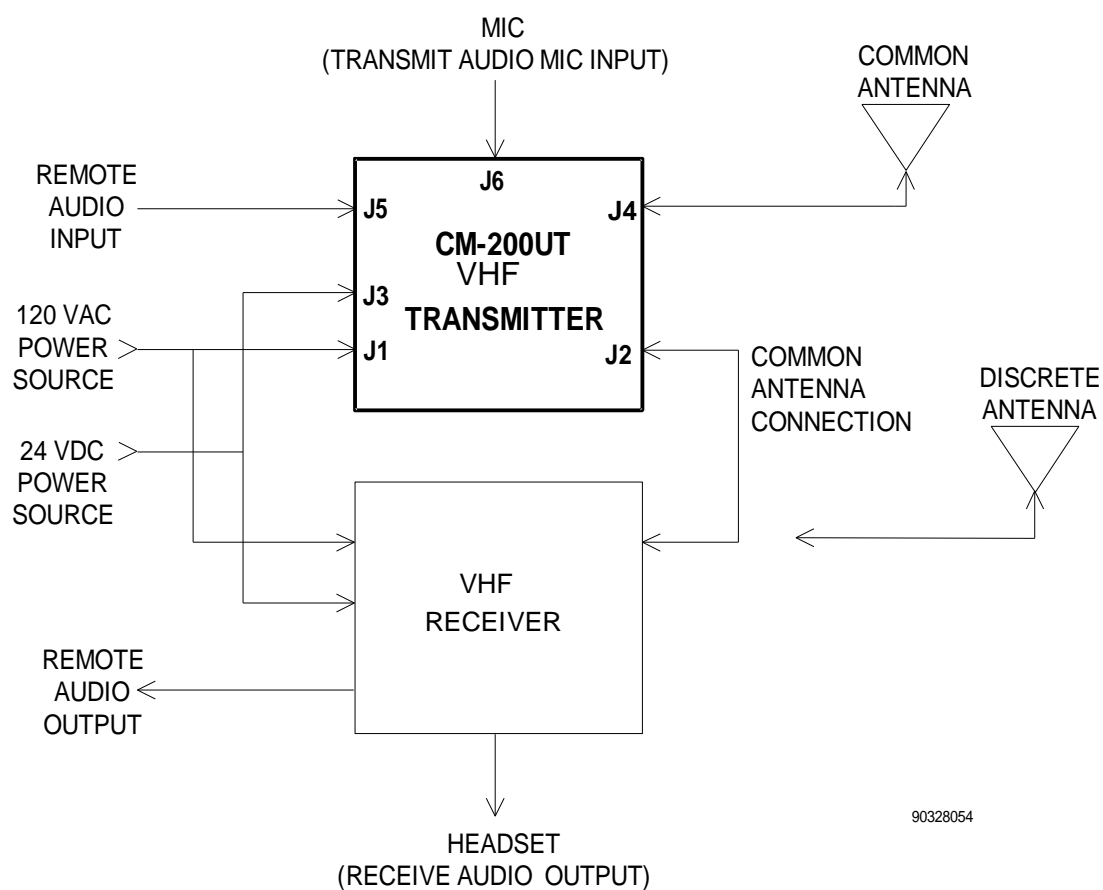 MIC
(TRANSMIT AUDIO MIC INPUT)
COMMON
ANTENNA
REMOTE
AUDIO
INPUT
J6
J5
J4
CM-200UT
VHF
TRANSMITTER
J3
J1
J2
120 VAC
POWER
SOURCE
COMMON
ANTENNA
CONNECTION
DISCRETE
ANTENNA
24 VDC
POWER
SOURCE
VHF
RECEIVER
REMOTE
AUDIO
OUTPUT
90328054
HEADSET
(RECEIVE AUDIO OUTPUT)